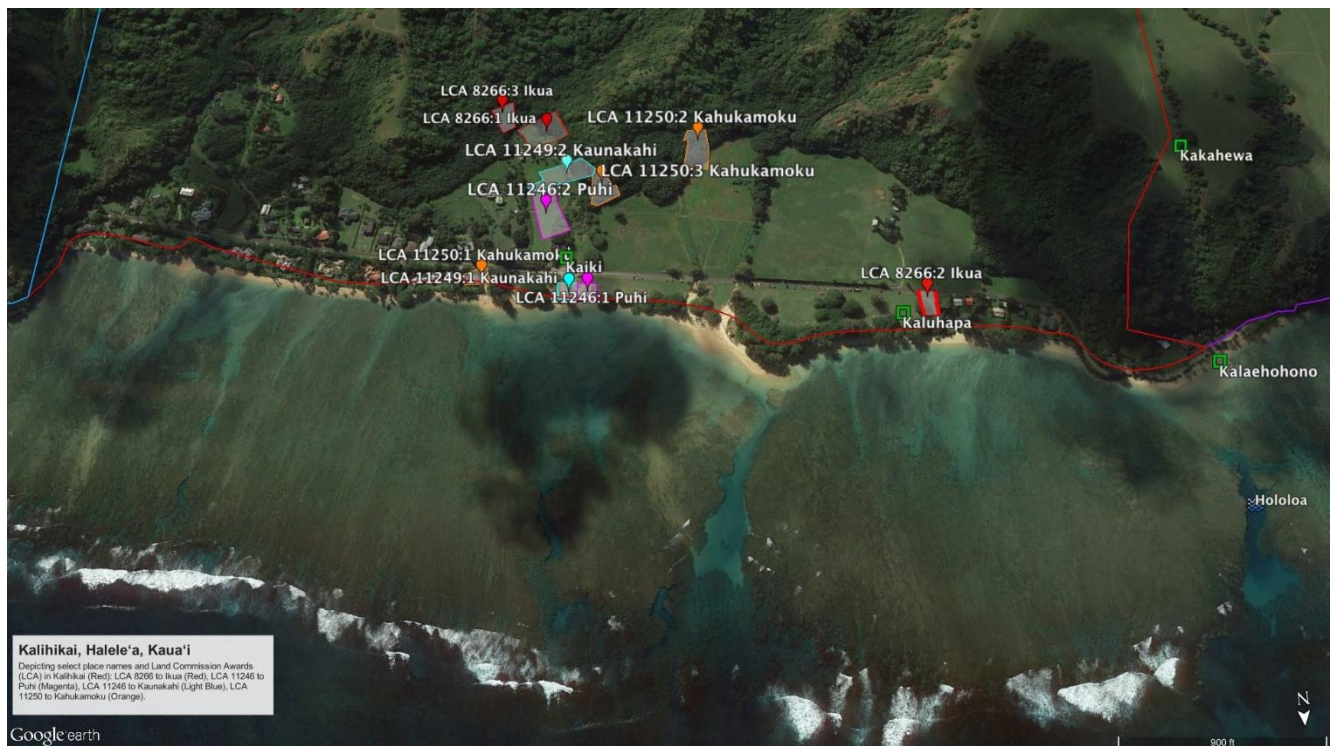 LCA 8266:3 Ikua
LCA 8266:1 Ikua
LCA 11250:2 Kahukamoku
LCA 11249:2 Kaunakahi
LCA 11250:3 Kahukamoku
LCA 11246:2 Puhi
Kakahewa
LCA 11250:1 Kahukamoku
Kaiki
LCA 11249:1 Kaunakahi
LCA 11246:1 Puhi
LCA 8266:2 Ikua
Kaluhapa
Kalaehohono
Hololoa
Kalihikai, Haleleʻa, Kauaʻi
Depicting select place names and Land Commission Awards
(LCA) in Kalihikai (Red): LCA 8266 to Ikua (Red), LCA 11246 to
Puhi (Magenta), LCA 11246 to Kaunakahi (Light Blue), LCA
11250 to Kahukamoku (Orange).
N
Google earth
900 ft